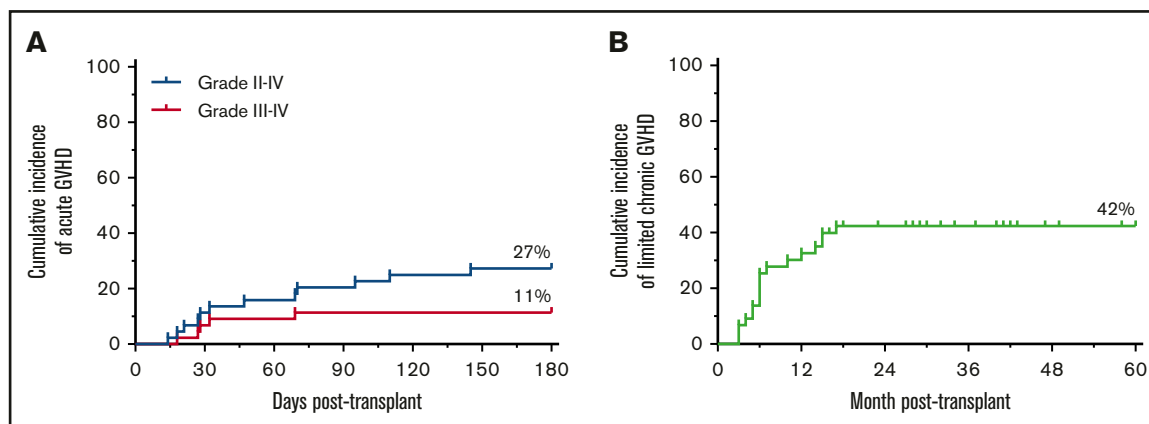 A
Cumulative incidence
of acute GVHD
100
80
60
40
20
0
Grade II-IV
Grade III-IV
27%
11%
0 30 60 90 120 150 180
Days post-transplant
B
Cumulative incidence
of limited chronic GVHD
100
80
60
40
20
0
42%
0 12 24 36 48 60
Month post-transplant